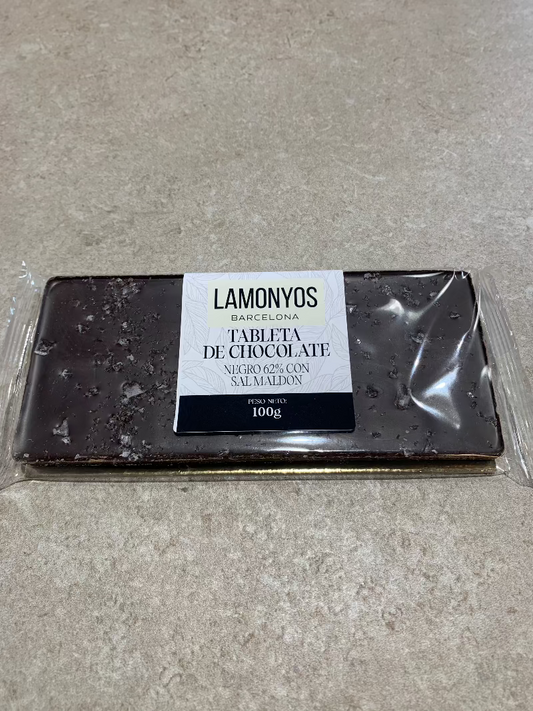 LAMONYOS
BARCELONA
TABLETA
DE CHOCOLATE
NEGRO 62% CON
SAL MALDON
PESO NETO:
100g